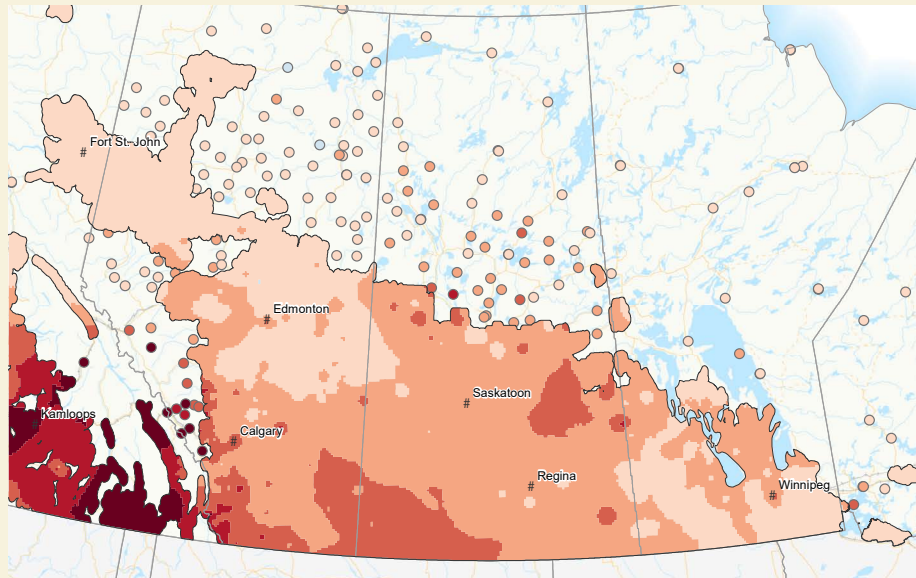 Fort St. John
#
Edmonton
#
Kamloops
#
Saskatoon
#
Calgary
#
Regina
#
Winnipeg
#